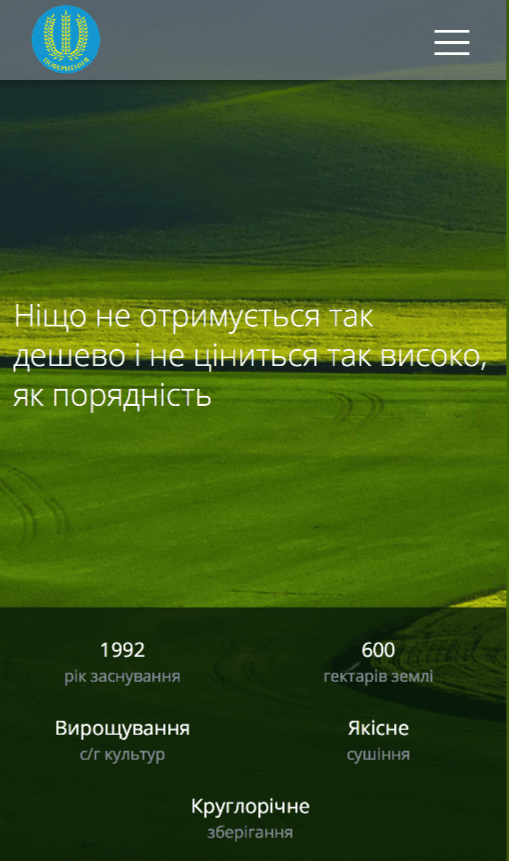 Ніщо не отримується так
дешево і не ціниться так високо,
як порядність
1992
рік заснування
600
гектарів землі
Вирощування
с/г культур
Якісне
сушіння
Круглорічне
зберігання